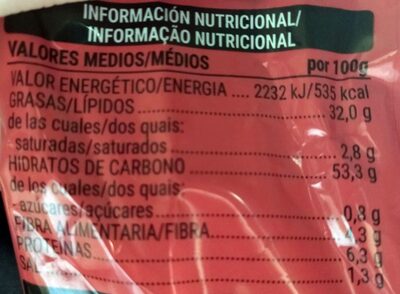 INFORMACIÓN NUTRICIONAL/
INFORMAÇÃO NUTRICIONAL
VALORES MEDIOS/MÉDIOS por 100g
VALOR ENERGÉTICO/ENERGIA .... 2232 kJ/535 kcal
GRASAS/LÍPIDOS ........ 32,0 g
de las cuales/dos quais:
saturadas/saturados ........ 2,8 g
HIDRATOS DE CARBONO ........ 53,3 g
de los cuales/dos quais:
azúcares/açúcares ........ 0,8 g
FIBRA ALIMENTARIA/FIBRA ........ 4,3 g
PROTEÍNAS ........ 6,3 g
SAL ........ 1,3 g